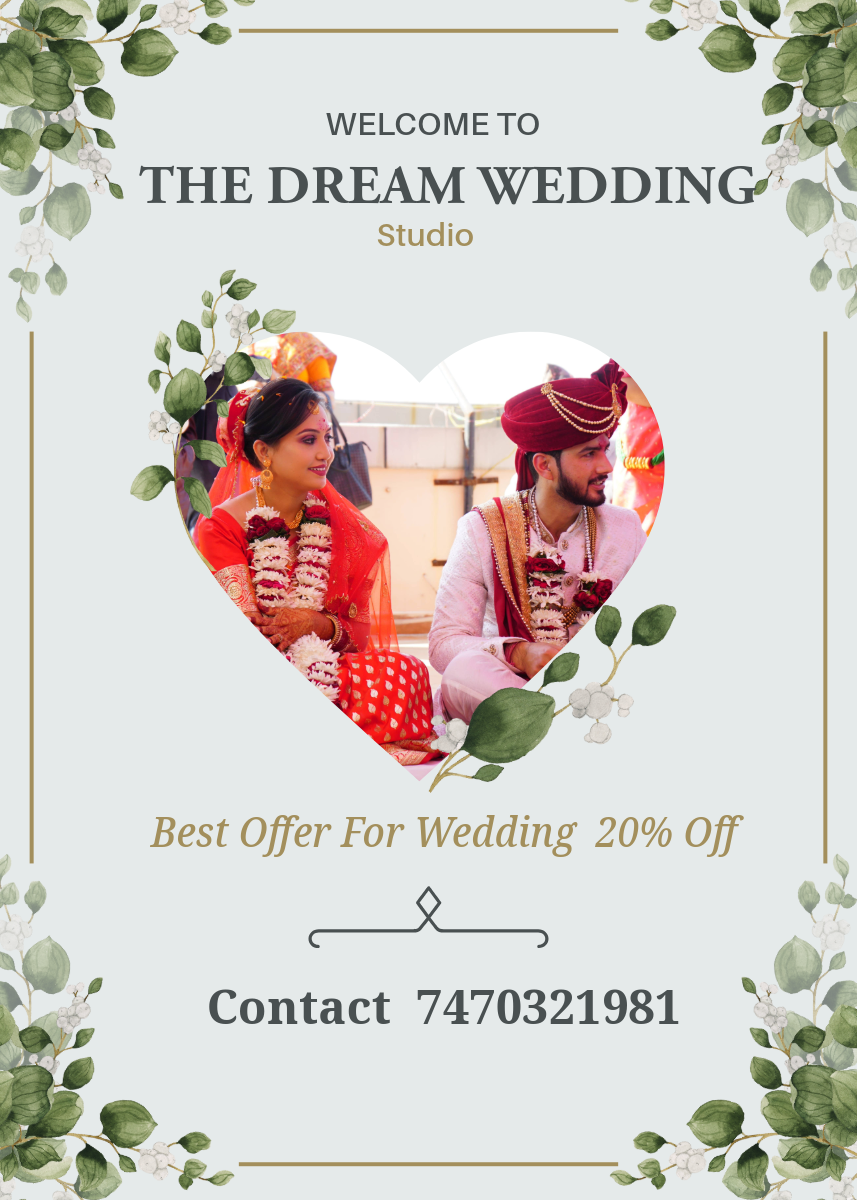 WELCOME TO
THE DREAM WEDDING
Studio
Best Offer For Wedding 20% Off
Contact 7470321981